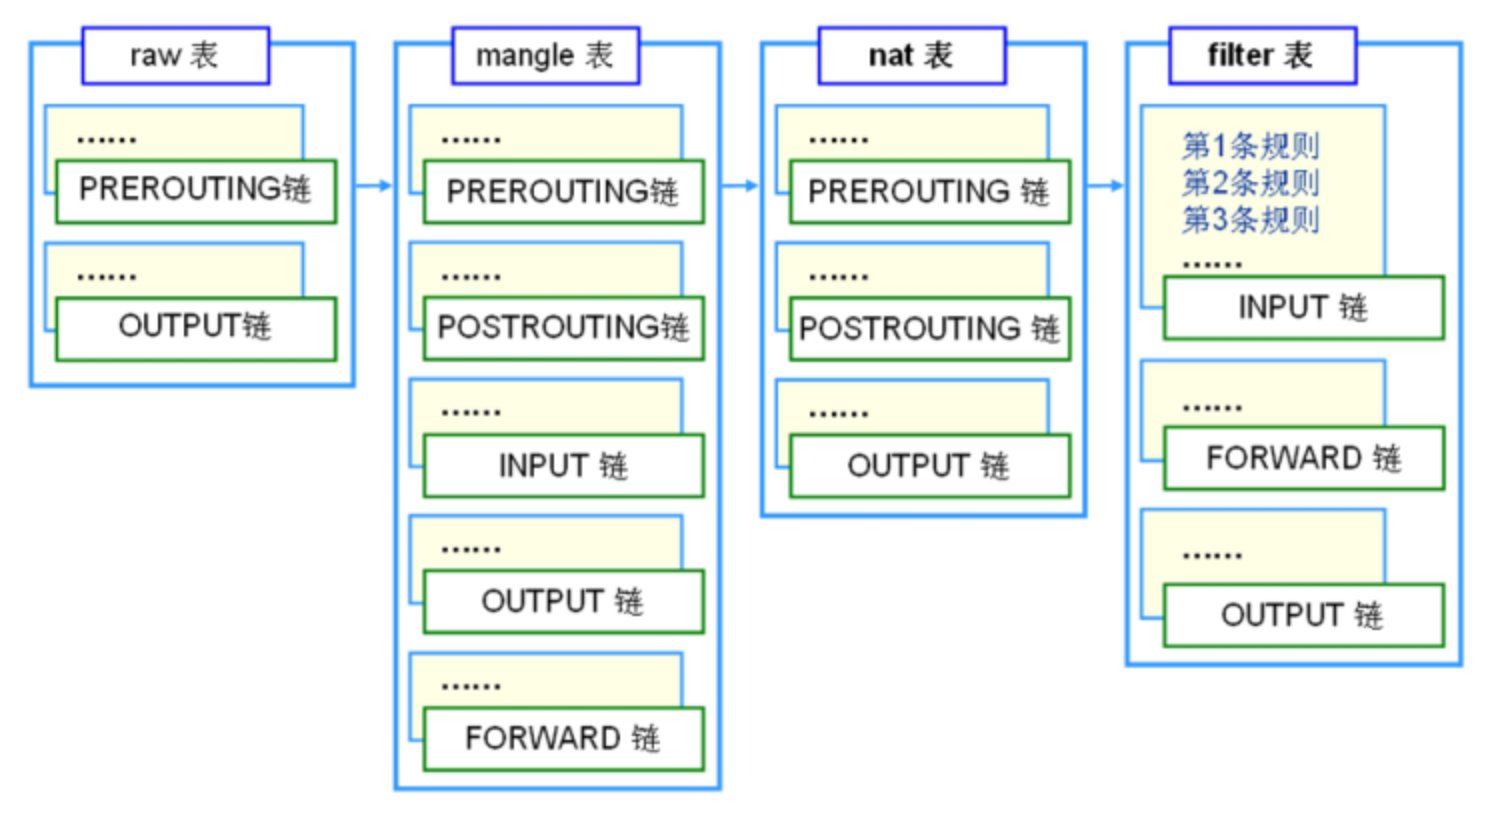 raw 表
……
PREROUTING链
……
OUTPUT链
mangle 表
……
PREROUTING链
……
POSTROUTING链
……
INPUT 链
……
OUTPUT 链
……
FORWARD 链
nat 表
……
PREROUTING 链
……
POSTROUTING 链
……
OUTPUT 链
filter 表
第1条规则
第2条规则
第3条规则
……
INPUT 链
……
FORWARD 链
……
OUTPUT 链